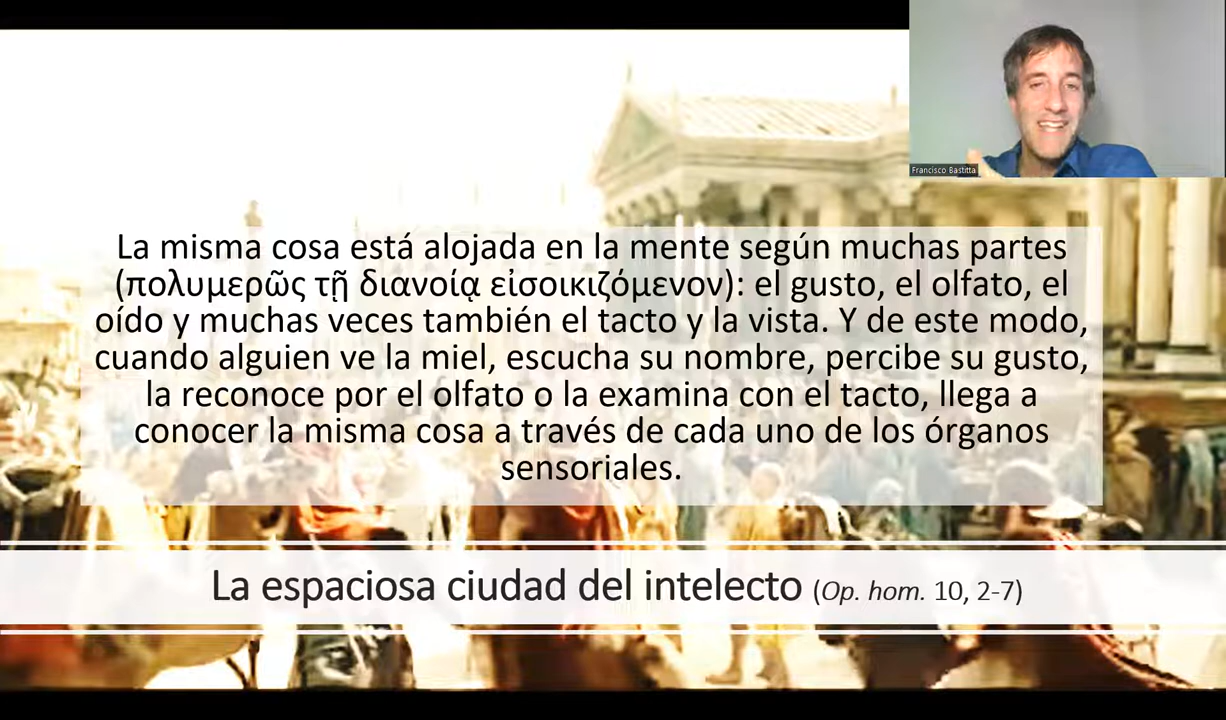 Francisco Bastitta
La misma cosa está alojada en la mente según muchas partes
(πολυμερῶς τῇ διανοίᾳ εἰσοικιζόμενον): el gusto, el olfato, el
oído y muchas veces también el tacto y la vista. Y de este modo,
cuando alguien ve la miel, escucha su nombre, percibe su gusto,
la reconoce por el olfato o la examina con el tacto, llega a
conocer la misma cosa a través de cada uno de los órganos
sensoriales.
La espaciosa ciudad del intelecto (Op. hom. 10, 2-7)